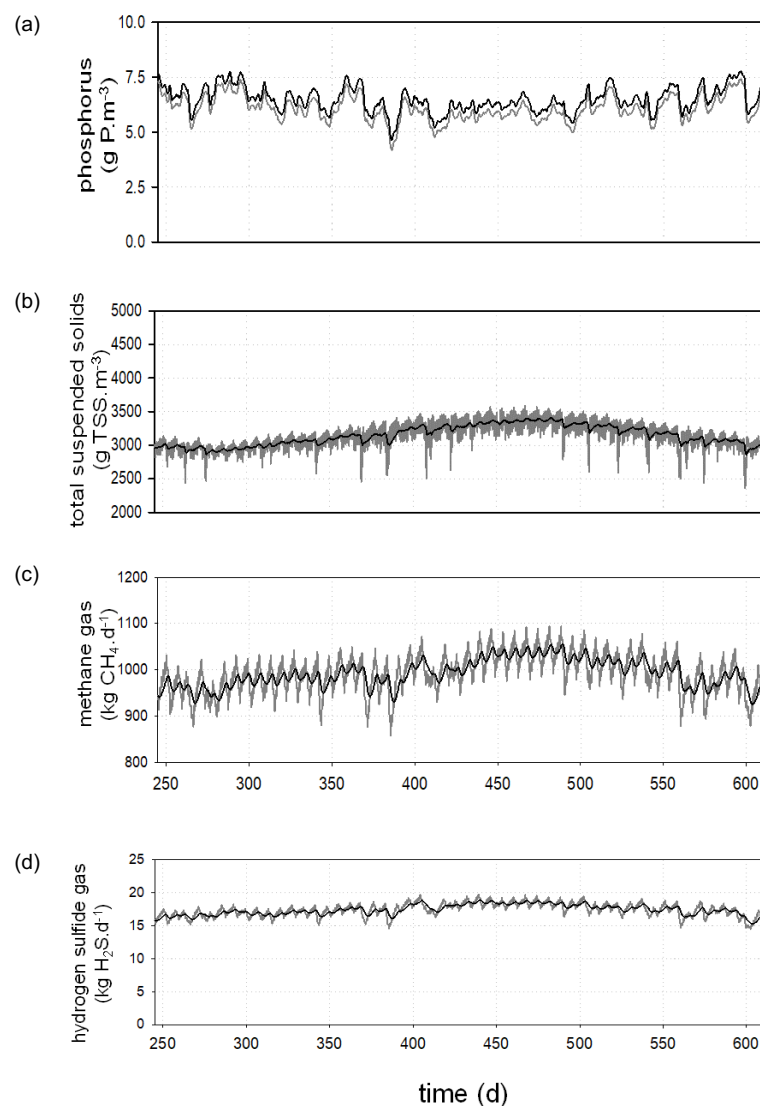 (a)
phosphorus
(g P.m-3)
10.0
7.5
5.0
2.5
0.0
(b)
total suspended solids
(g TSS.m-3)
5000
4500
4000
3500
3000
2500
2000
(c)
methane gas
(kg CH4.d-1)
1200
1100
1000
900
800
250 300 350 400 450 500 550 600
(d)
hydrogen sulfide gas
(kg H2S.d-1)
25
20
15
10
5
0
245 300 350 400 450 500 550 600
time (d)